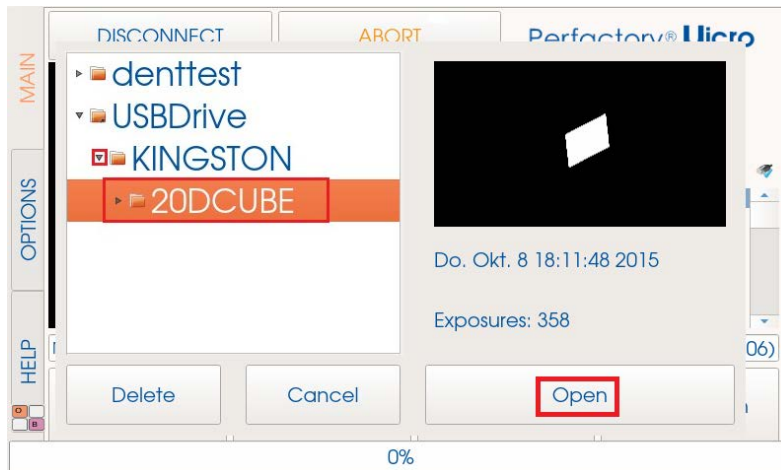 DISCONNECT
ABORT
Perfactory® Micro
MAIN
OPTIONS
HELP
denttest
USBDrive
KINGSTON
20DCUBE
Do. Okt. 8 18:11:48 2015
Exposures: 358
06)
Delete
Cancel
Open
O
B
0%